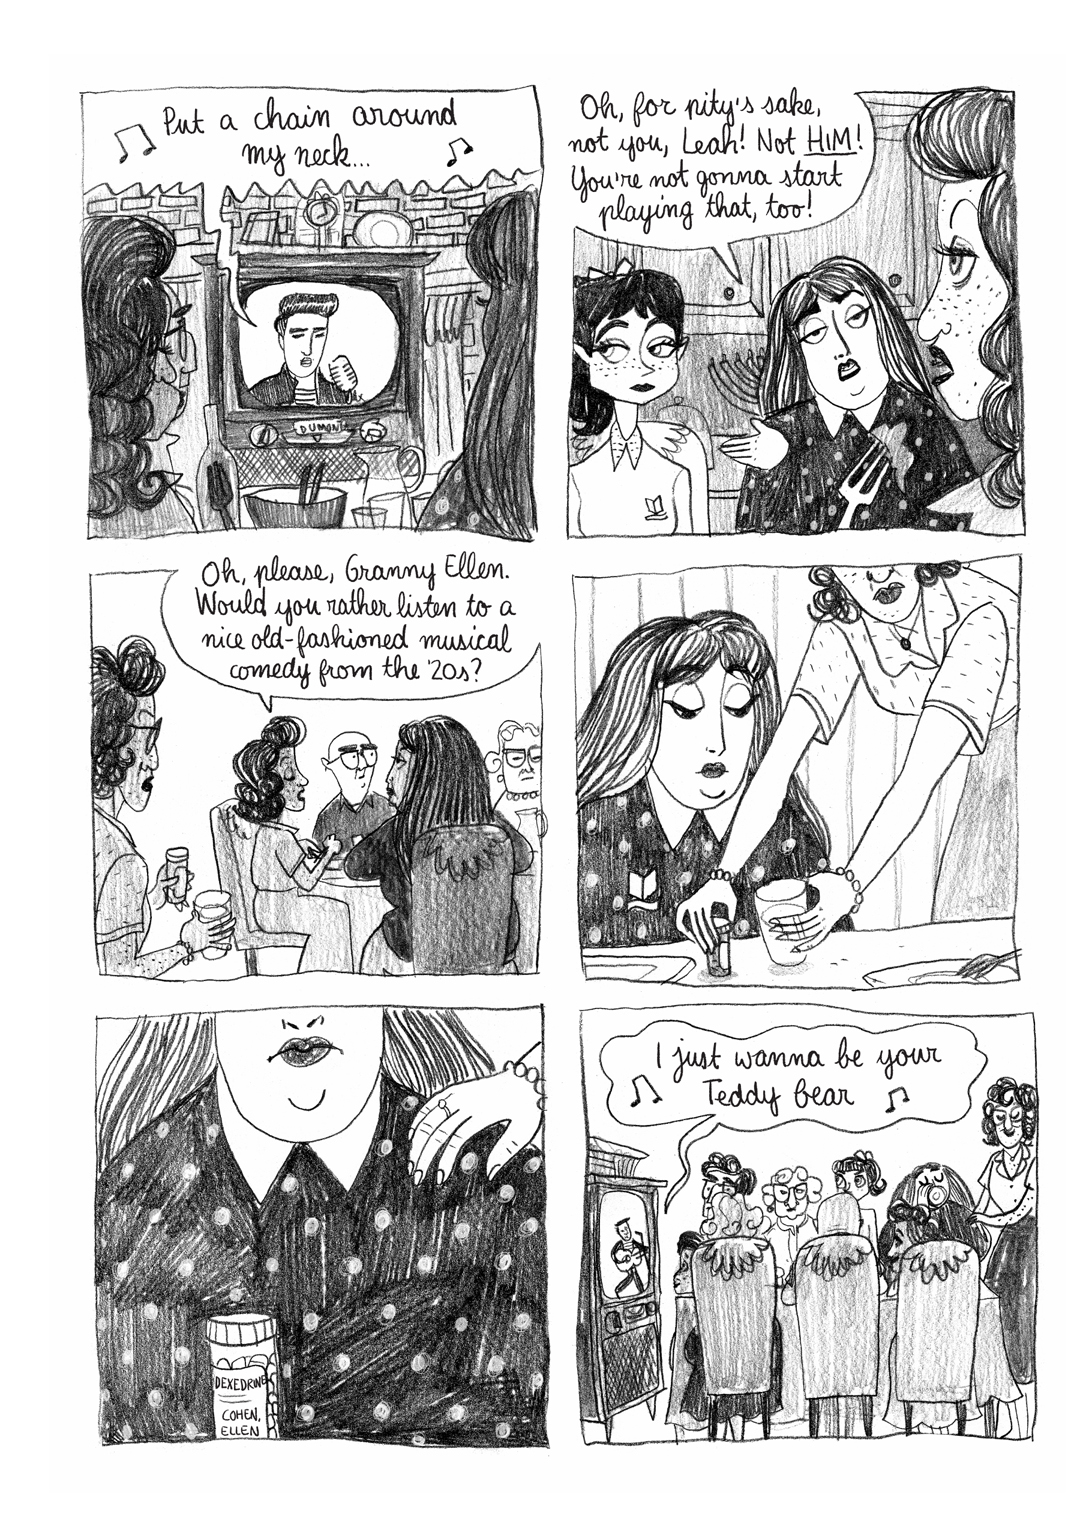 Put a chain around
my neck...
DUMONT
Oh, for pity's sake,
not you, Leah! Not HIM!
You're not gonna start
playing that, too!
Oh, please, Granny Ellen.
Would you rather listen to a
nice old-fashioned musical
comedy from the '20s?
DEXEDRINE
COHEN,
ELLEN
I just wanna be your
Teddy bear